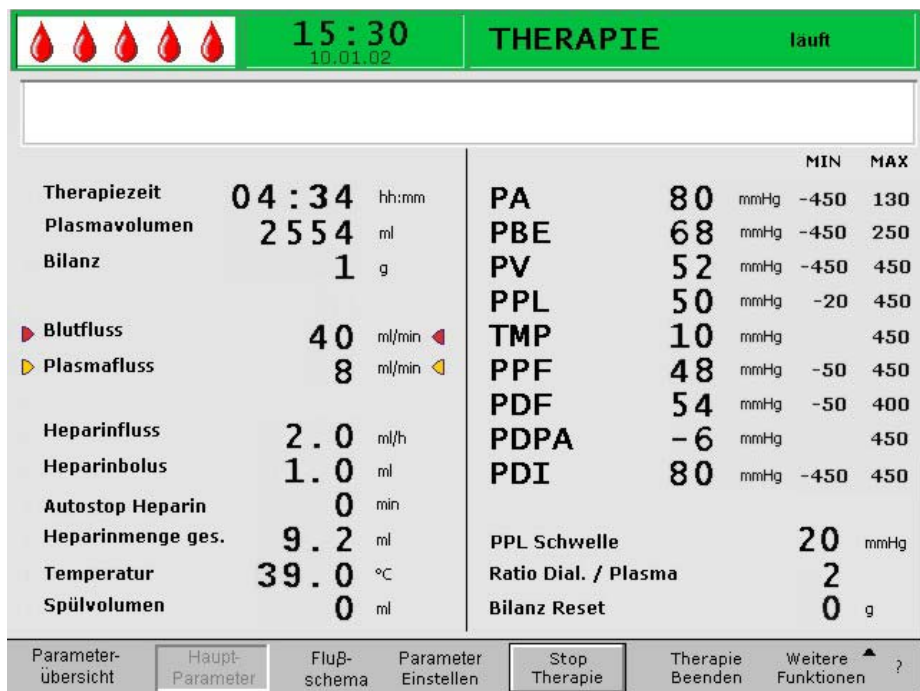 15:30
10.01.02
THERAPIE läuft
Therapiezeit 04:34 hh:mm
Plasmavolumen 2554 ml
Bilanz 1 g
Blutfluss 40 ml/min
Plasmafluss 8 ml/min
Heparinfluss 2.0 ml/h
Heparinbolus 1.0 ml
Autostop Heparin 0 min
Heparinmenge ges. 9.2 ml
Temperatur 39.0 °C
Spülvolumen 0 ml
MIN MAX
PA 80 mmHg -450 130
PBE 68 mmHg -450 250
PV 52 mmHg -450 450
PPL 50 mmHg -20 450
TMP 10 mmHg 450
PPF 48 mmHg -50 450
PDF 54 mmHg -50 400
PDPA -6 mmHg 450
PDI 80 mmHg -450 450
PPL Schwelle 20 mmHg
Ratio Dial. / Plasma 2
Bilanz Reset 0 g
Parameter-
übersicht
Haupt-
Parameter
Fluβ-
schema
Parameter
Einstellen
Stop
Therapie
Therapie
Beenden
Weitere
Funktionen
?